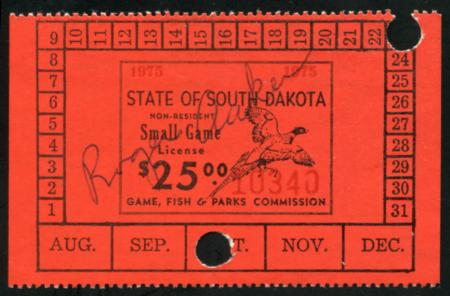 9 10 11 12 13 14 15 16 17 18 19 20 21 22
8 24
7 25
6 26
5 27
4 28
3 29
2 30
1 31
1975 1975
STATE OF SOUTH DAKOTA
NON-RESIDENT
Small Game
License
$25.00
10340
GAME, FISH & PARKS COMMISSION
AUG. SEP. T. NOV. DEC.